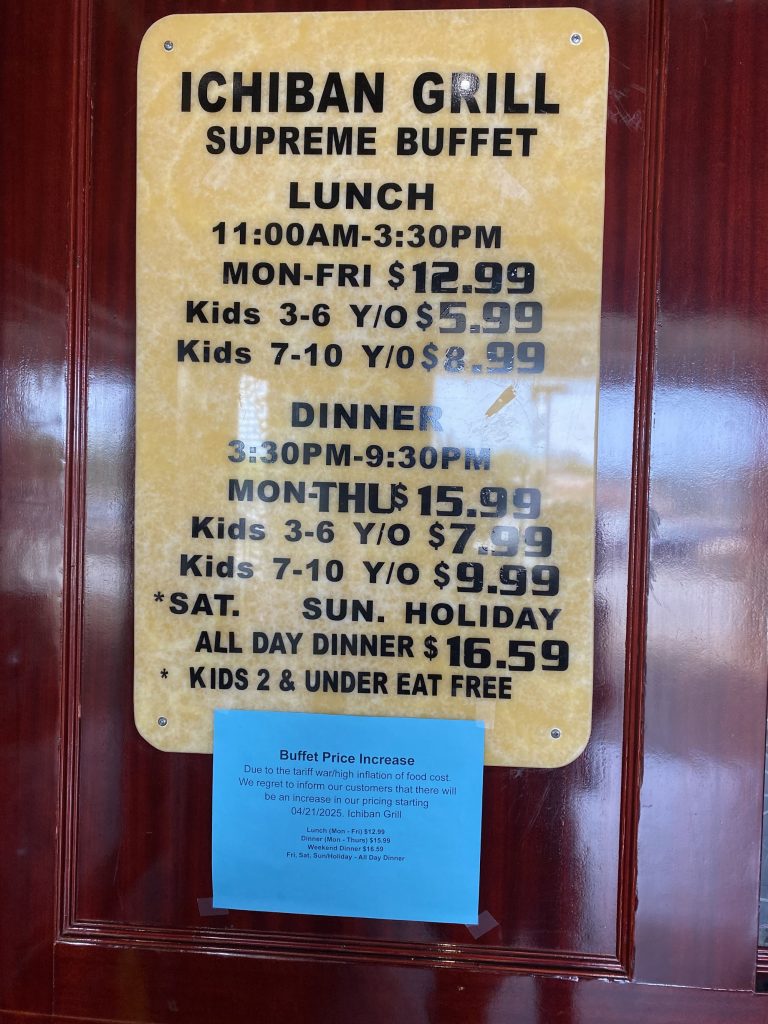 ICHIBAN GRILL
SUPREME BUFFET
LUNCH
11:00AM-3:30PM
MON-FRI $12.99
Kids 3-6 Y/O $5.99
Kids 7-10 Y/0 $8.99
DINNER
3:30PM-9:30PM
MON-THU$ 15.99
Kids 3-6 Y/O $7.99
Kids 7-10 Y/O $9.99
*SAT. SUN. HOLIDAY
ALL DAY DINNER $16.59
* KIDS 2 & UNDER EAT FREE
Buffet Price Increase
Due to the tariff war/high inflation of food cost.
We regret to inform our customers that there will
be an increase in our pricing starting
04/21/2025. Ichiban Grill
Lunch (Mon - Fri) $12.99
Dinner (Mon - Thurs) $15.99
Weekend Dinner $16.59
Fri, Sat, Sun/Holiday - All Day Dinner